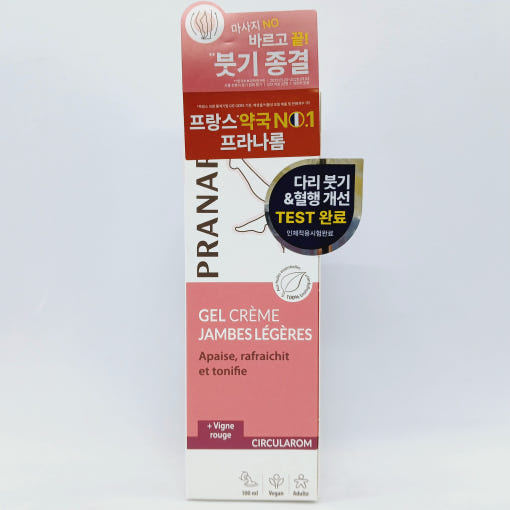 마사지 NO
바르고 끝!
붓기 종결
프랑스 약국 NO.1
프라나롬
다리 붓기
&혈행 개선
TEST 완료
인체적용시험완료
PRANAR
100%
GEL CRÈME
JAMBES LÉGÈRES
Apaise, rafraichit
et tonifie
+ Vigne
rouge
CIRCULAROM
100 ml
Vegan
Adulte